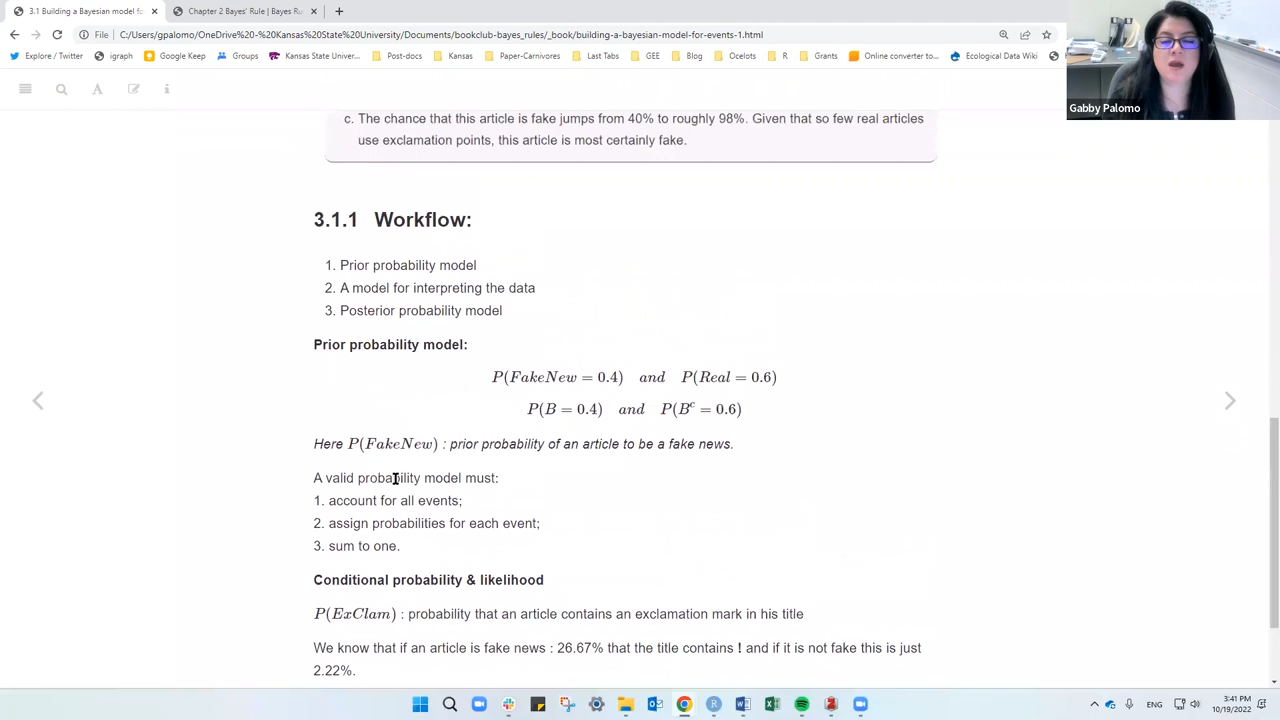 3.1 Building a Bayesian model for
Chapter 2 Bayes' Rule | Bayes Ru
File
C:/Users/gpalomo/OneDrive%20-%20Kansas%20State%20University/Documents/bookclub-bayes_rules/_book/building-a-bayesian-model-for-events-1.html
Explore / Twitter
igraph
Google Keep
Groups
Kansas State Univer...
Post-docs
Kansas
Paper-Carnivores
Last Tabs
GEE
Blog
Ocelots
R
Grants
Online converter to...
Ecological Data Wiki
Gabby Palomo
c. The chance that this article is fake jumps from 40% to roughly 98%. Given that so few real articles
use exclamation points, this article is most certainly fake.
3.1.1 Workflow:
1. Prior probability model
2. A model for interpreting the data
3. Posterior probability model
Prior probability model:
P(FakeNew = 0.4) and P(Real = 0.6)
P(B = 0.4) and P(Bᶜ = 0.6)
Here P(FakeNew) : prior probability of an article to be a fake news.
A valid probability model must:
1. account for all events;
2. assign probabilities for each event;
3. sum to one.
Conditional probability & likelihood
P(ExClam) : probability that an article contains an exclamation mark in his title
We know that if an article is fake news : 26.67% that the title contains ! and if it is not fake this is just
2.22%.
ENG
3:41 PM
10/19/2022